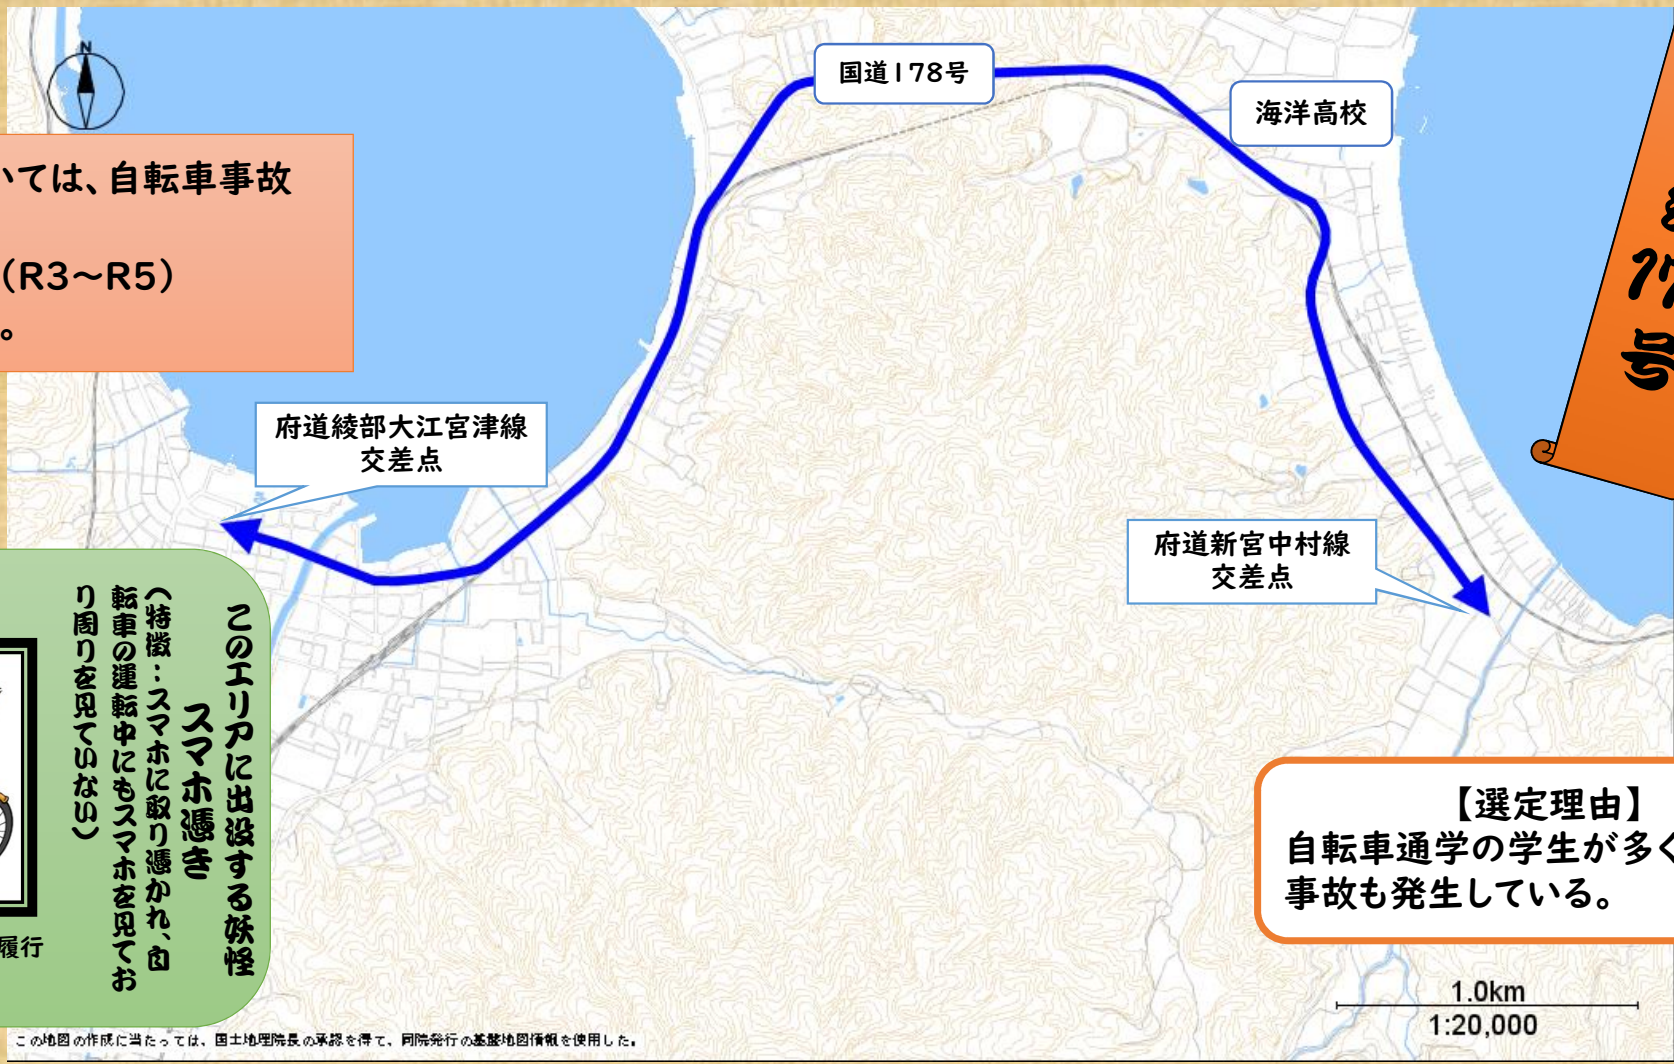 N
国道178号
海洋高校
いては、自転車事故
（R3～R5）
。
号
府道綾部大江宮津線
交差点
府道新宮中村線
交差点
このエリアに出没する妖怪
スマホ憑き
（特徴：スマホに取り憑かれ、自
転車の運転中にもスマホを見てお
り周りを見ていない）
履行
【選定理由】
自転車通学の学生が多く
事故も発生している。
1.0km
1:20,000
この地図の作成に当たっては、国土地理院長の承認を得て、同院発行の基盤地図情報を使用した。